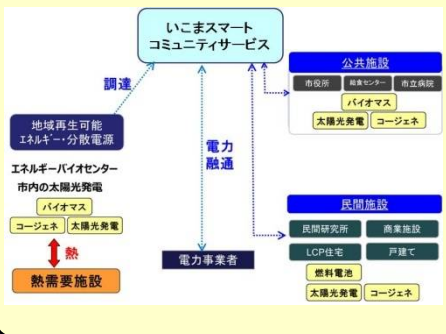 いこまスマート
コミュニティサービス
調達
電力
融通
地域再生可能
エネルギー・分散電源
エネルギーバイオセンター
市内の太陽光発電
バイオマス
コージェネ
太陽光発電
熱
熱需要施設
電力事業者
公共施設
市役所
給食センター
市立病院
バイオマス
太陽光発電
コージェネ
民間施設
民間研究所
商業施設
LCP住宅
戸建て
燃料電池
太陽光発電
コージェネ